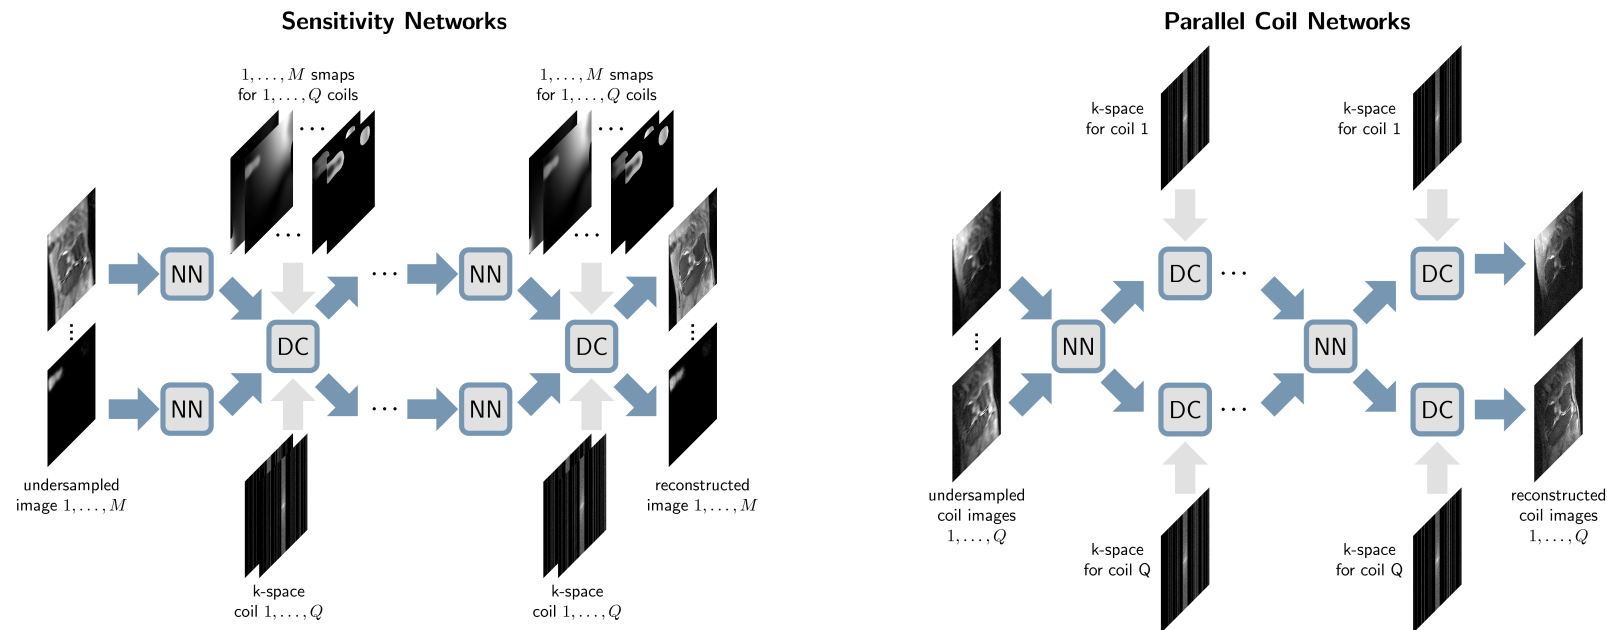 Sensitivity Networks
1, . . . , M smaps
for 1, . . . , Q coils
1, . . . , M smaps
for 1, . . . , Q coils
NN
NN
DC
DC
NN
NN
undersampled
image 1, . . . , M
reconstructed
image 1, . . . , M
k-space
coil 1, . . . , Q
k-space
coil 1, . . . , Q
Parallel Coil Networks
k-space
for coil 1
k-space
for coil 1
DC
DC
NN
NN
DC
DC
undersampled
coil images
1, . . . , Q
reconstructed
coil images
1, . . . , Q
k-space
for coil Q
k-space
for coil Q